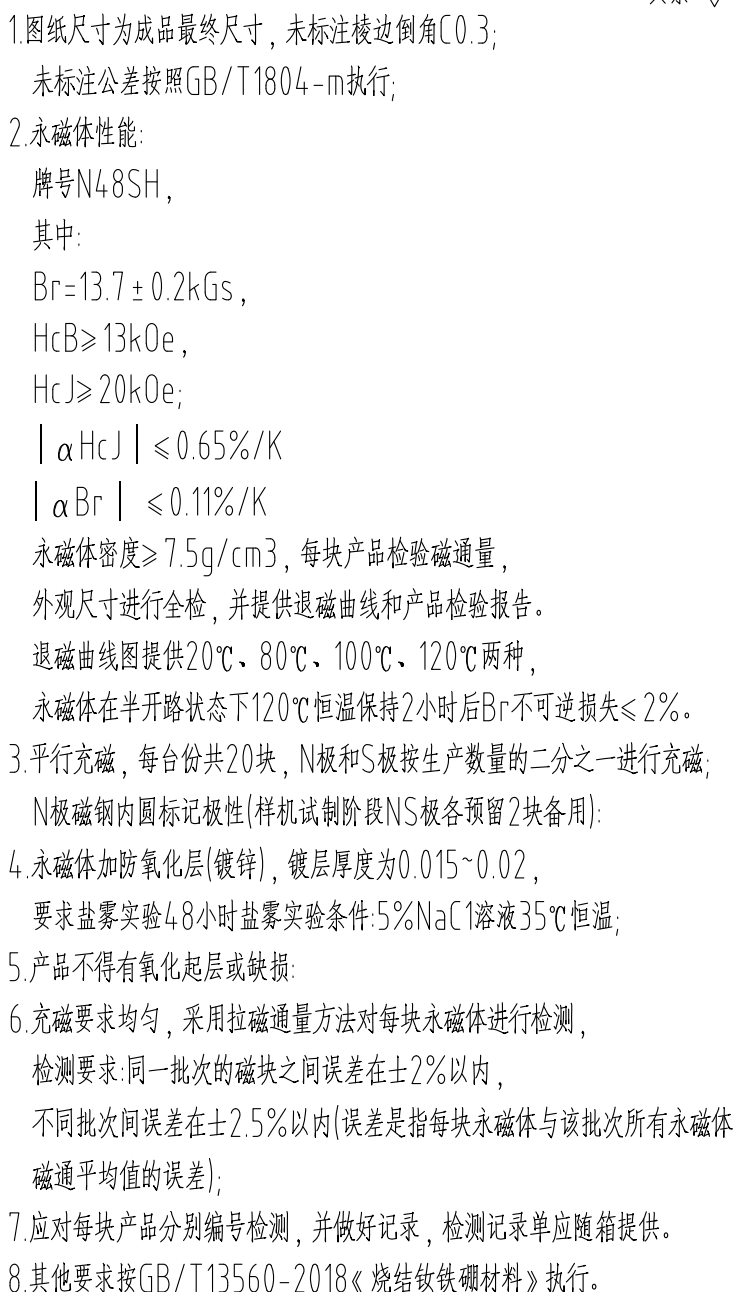 1.图纸尺寸为成品最终尺寸，未标注棱边倒角C0.3;
未标注公差按照GB/T1804-m执行;
2.永磁体性能:
牌号N48SH，
其中:
Br=13.7±0.2kGs，
HcB≥13kOe，
HcJ≥20kOe;
|αHcJ|≤0.65%/K
|αBr| ≤0.11%/K
永磁体密度≥7.5g/cm3，每块产品检验磁通量，
外观尺寸进行全检，并提供退磁曲线和产品检验报告。
退磁曲线图提供20℃、80℃、100℃、120℃两种，
永磁体在半开路状态下120℃恒温保持2小时后Br不可逆损失≤2%。
3.平行充磁，每台份共20块，N极和S极按生产数量的二分之一进行充磁;
N极磁钢内圆标记极性(样机试制阶段NS极各预留2块备用):
4.永磁体加防氧化层(镀锌)，镀层厚度为0.015~0.02，
要求盐雾实验48小时盐雾实验条件:5%NaC1溶液35℃恒温;
5.产品不得有氧化起层或缺损:
6.充磁要求均匀，采用拉磁通量方法对每块永磁体进行检测，
检测要求:同一批次的磁块之间误差在士2%以内，
不同批次间误差在士2.5%以内(误差是指每块永磁体与该批次所有永磁体
磁通平均值的误差);
7.应对每块产品分别编号检测，并做好记录，检测记录单应随箱提供。
8.其他要求按GB/T13560-2018《烧结钕铁硼材料》执行。